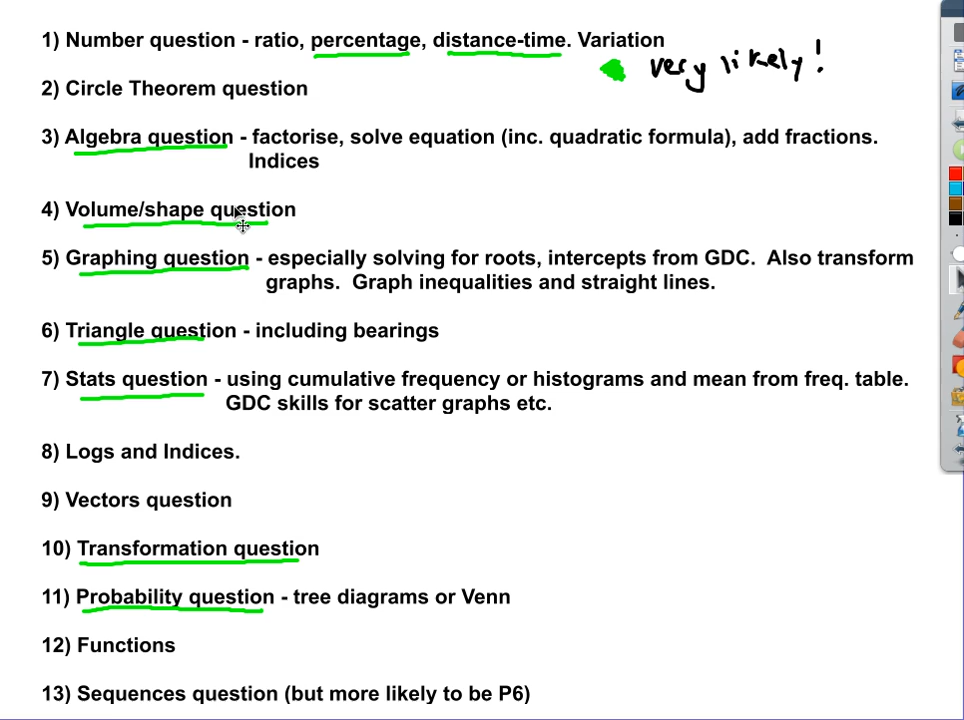 1) Number question - ratio, percentage, distance-time. Variation
very likely!
2) Circle Theorem question
3) Algebra question - factorise, solve equation (inc. quadratic formula), add fractions.
Indices
4) Volume/shape question
5) Graphing question - especially solving for roots, intercepts from GDC. Also transform
graphs. Graph inequalities and straight lines.
6) Triangle question - including bearings
7) Stats question - using cumulative frequency or histograms and mean from freq. table.
GDC skills for scatter graphs etc.
8) Logs and Indices.
9) Vectors question
10) Transformation question
11) Probability question - tree diagrams or Venn
12) Functions
13) Sequences question (but more likely to be P6)